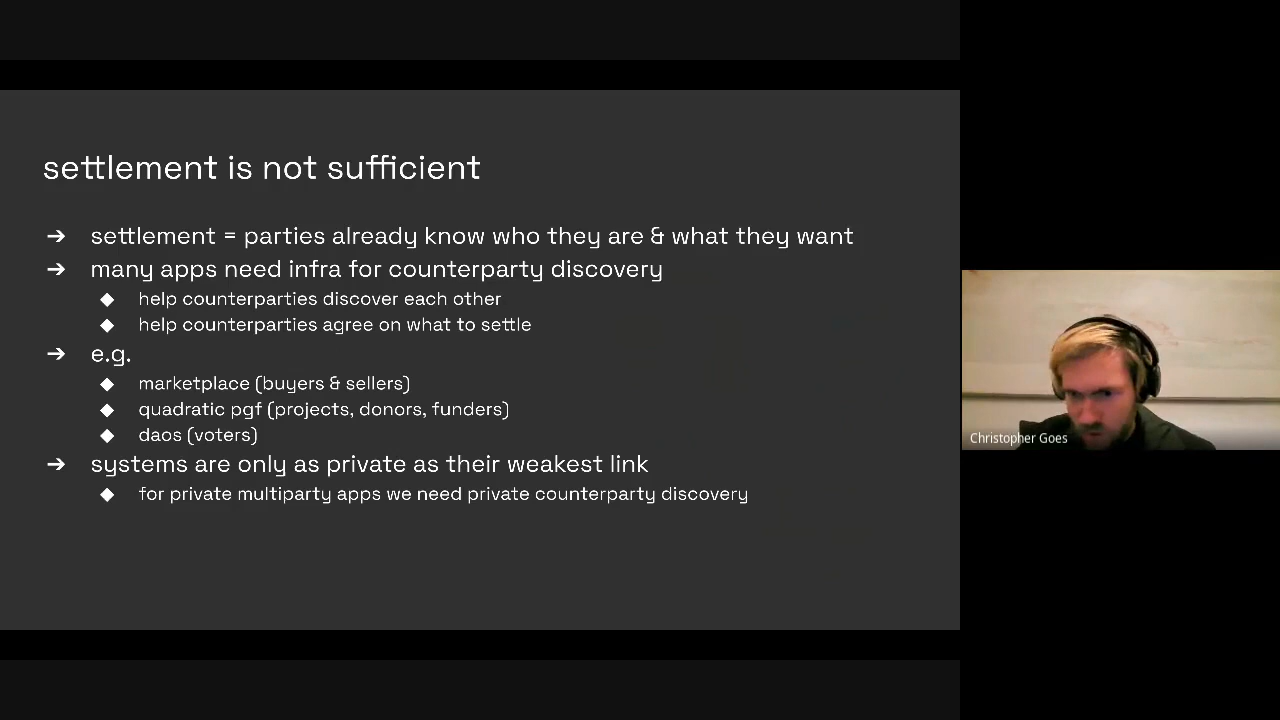 settlement is not sufficient
➔ settlement = parties already know who they are & what they want
➔ many apps need infra for counterparty discovery
◆ help counterparties discover each other
◆ help counterparties agree on what to settle
➔ e.g.
◆ marketplace (buyers & sellers)
◆ quadratic pgf (projects, donors, funders)
◆ daos (voters)
➔ systems are only as private as their weakest link
◆ for private multiparty apps we need private counterparty discovery
Christopher Goes